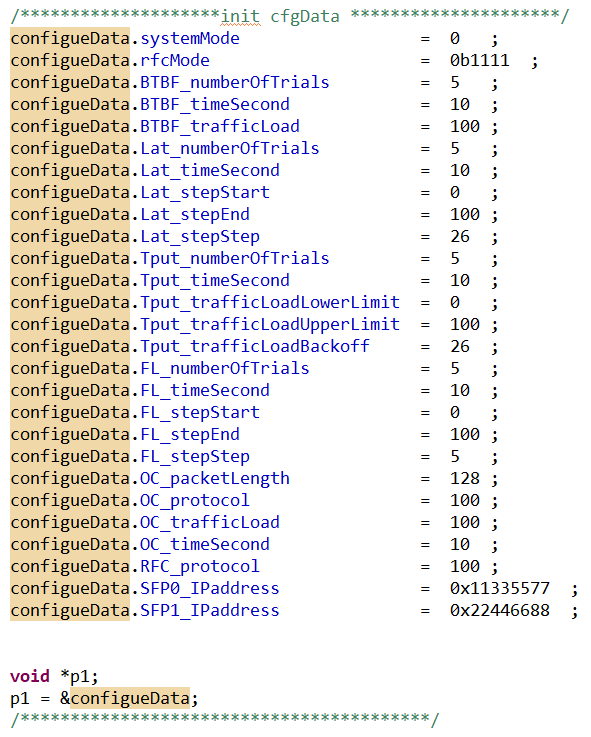 /********************init cfgData *********************/
configueData.systemMode = 0 ;
configueData.rfcMode = 0b1111 ;
configueData.BTBF_numberOfTrials = 5 ;
configueData.BTBF_timeSecond = 10 ;
configueData.BTBF_trafficLoad = 100 ;
configueData.Lat_numberOfTrials = 5 ;
configueData.Lat_timeSecond = 10 ;
configueData.Lat_stepStart = 0 ;
configueData.Lat_stepEnd = 100 ;
configueData.Lat_stepStep = 26 ;
configueData.Tput_numberOfTrials = 5 ;
configueData.Tput_timeSecond = 10 ;
configueData.Tput_trafficLoadLowerLimit = 0 ;
configueData.Tput_trafficLoadUpperLimit = 100 ;
configueData.Tput_trafficLoadBackoff = 26 ;
configueData.FL_numberOfTrials = 5 ;
configueData.FL_timeSecond = 10 ;
configueData.FL_stepStart = 0 ;
configueData.FL_stepEnd = 100 ;
configueData.FL_stepStep = 5 ;
configueData.OC_packetLength = 128 ;
configueData.OC_protocol = 100 ;
configueData.OC_trafficLoad = 100 ;
configueData.OC_timeSecond = 10 ;
configueData.RFC_protocol = 100 ;
configueData.SFP0_IPaddress = 0x11335577 ;
configueData.SFP1_IPaddress = 0x22446688 ;
void *p1;
p1 = &configueData;
/*****************************************/